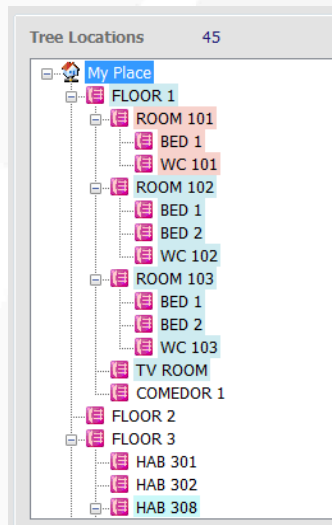 Tree Locations 45
My Place
FLOOR 1
ROOM 101
BED 1
WC 101
ROOM 102
BED 1
BED 2
WC 102
ROOM 103
BED 1
BED 2
WC 103
TV ROOM
COMEDOR 1
FLOOR 2
FLOOR 3
HAB 301
HAB 302
HAB 308